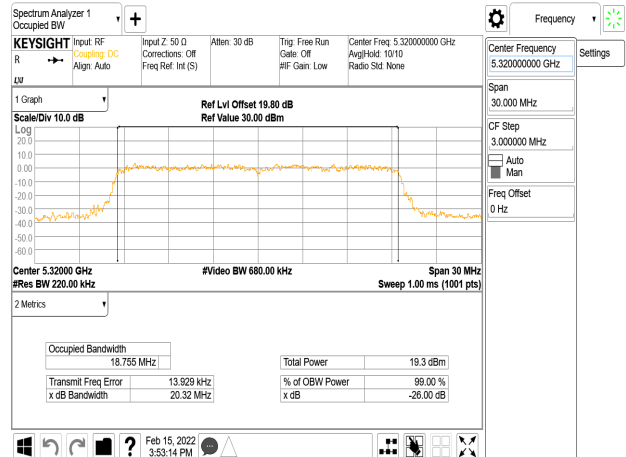 Spectrum Analyzer 1
Occupied BW
Frequency
KEYSIGHT
R
Input: RF
Coupling: DC
Align: Auto
Input Z: 50 Ω
Corrections: Off
Freq Ref: Int (S)
Atten: 30 dB
Trig: Free Run
Gate: Off
#IF Gain: Low
Center Freq: 5.320000000 GHz
Avg|Hold: 10/10
Radio Std: None
Center Frequency
5.320000000 GHz
Settings
Span
30.000 MHz
CF Step
3.000000 MHz
Auto
Man
Freq Offset
0 Hz
1 Graph
Scale/Div 10.0 dB
Ref Lvl Offset 19.80 dB
Ref Value 30.00 dBm
Log
20.0
10.0
0.00
-10.0
-20.0
-30.0
-40.0
-50.0
-60.0
Center 5.32000 GHz
#Video BW 680.00 kHz
Span 30 MHz
#Res BW 220.00 kHz
Sweep 1.00 ms (1001 pts)
2 Metrics
Occupied Bandwidth
18.755 MHz
Total Power 19.3 dBm
Transmit Freq Error 13.929 kHz
% of OBW Power 99.00 %
x dB Bandwidth 20.32 MHz
x dB -26.00 dB
?
Feb 15, 2022
3:53:14 PM